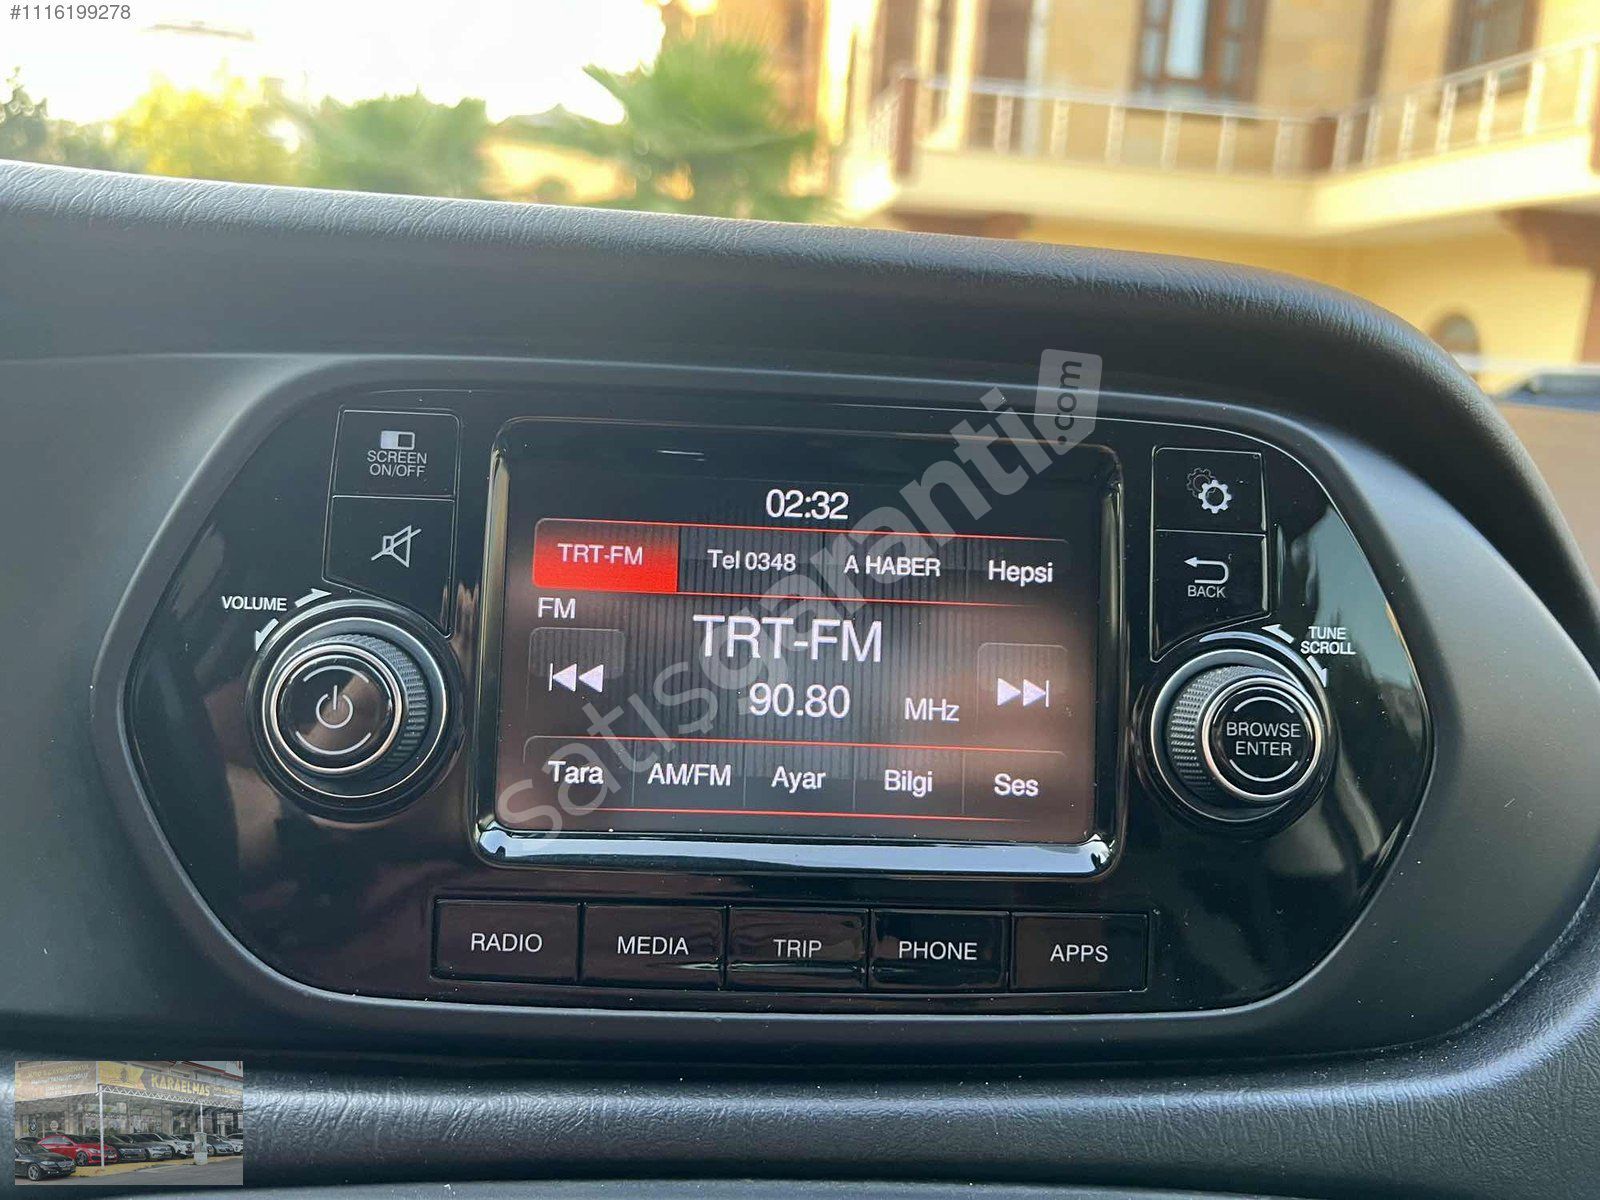 #1116199278
SCREEN
ON/OFF
VOLUME
02:32
TRT-FM Tel 0348 A HABER Hepsi
FM
TRT-FM
90.80 MHz
Tara AM/FM Ayar Bilgi Ses
BACK
TUNE
SCROLL
BROWSE
ENTER
RADIO MEDIA TRIP PHONE APPS
satışgaranti.com
KARAELMAS